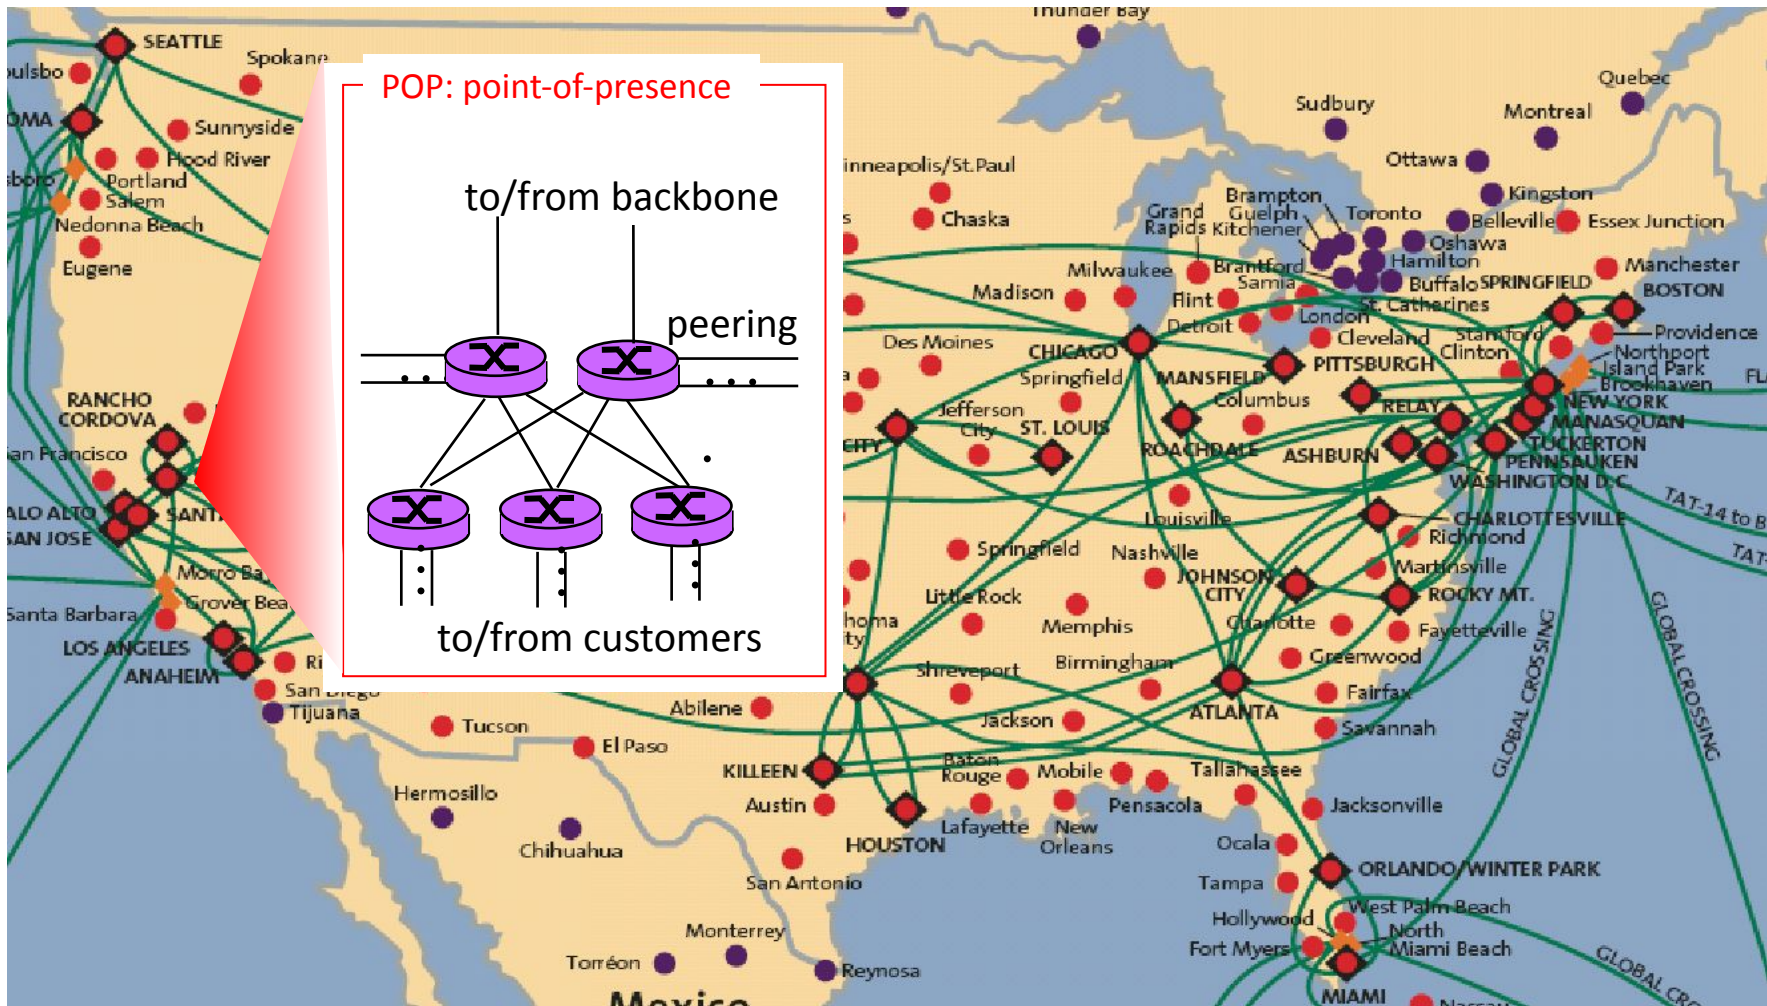 Thunder Bay
SEATTLE
Spokane
POP: point-of-presence
Quebec
Sudbury
Montreal
Sunnyside
Hood River
Portland
Salem
Nedonna Beach
Eugene
to/from backbone
peering
to/from customers
Ottawa
Kingston
Brampton
Guelph
Kitchener
Grand
Rapids
Toronto
Belleville
Essex Junction
Chaska
Oshawa
Hamilton
Milwaukee
Brantford
Sarnia
Buffalo
SPRINGFIELD
Manchester
BOSTON
Madison
Flint
St. Catherines
London
Detroit
Cleveland
Stamford
Providence
Des Moines
CHICAGO
PITTSBURGH
Clinton
Northport
Island Park
Brookhaven
Springfield
MANSFIELD
Columbus
RELAY
NEW YORK
MANASQUAN
Jefferson
City
ST. LOUIS
ROACHDALE
ASHBURN
TUCKERTON
PENNSAUKEN
WASHINGTON D.C.
CITY
RANCHO
CORDOVA
SAN JOSE
Louisville
TAT-14 to B
CHARLOTTESVILLE
Richmond
Springfield
Nashville
Martinsville
JOHNSON
CITY
ROCKY MT.
Morro Bay
Santa Barbara
LOS ANGELES
ANAHEIM
San Diego
Tijuana
Little Rock
Memphis
Charlotte
Fayetteville
Shreveport
Birmingham
Greenwood
Fairfax
Savannah
GLOBAL CROSSING
GLOBAL CROSSING
Abilene
Jackson
ATLANTA
Tucson
El Paso
KILLEEN
Baton
Rouge
Mobile
Tallahassee
Hermosillo
Austin
Pensacola
Jacksonville
Lafayette
New
Orleans
Chihuahua
HOUSTON
Ocala
San Antonio
ORLANDO/WINTER PARK
Tampa
Hollywood
West Palm Beach
Monterrey
North
Miami Beach
Fort Myers
Torréon
Reynosa
Mexico
MIAMI
Nassau